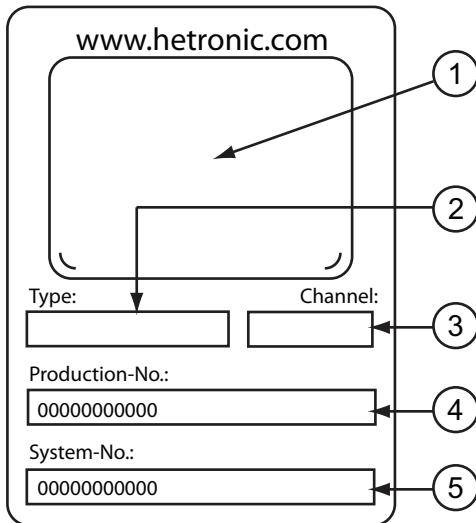 www.hetronic.com
1
2
Type: Channel:
3
Production-No.:
00000000000
4
System-No.:
00000000000
5